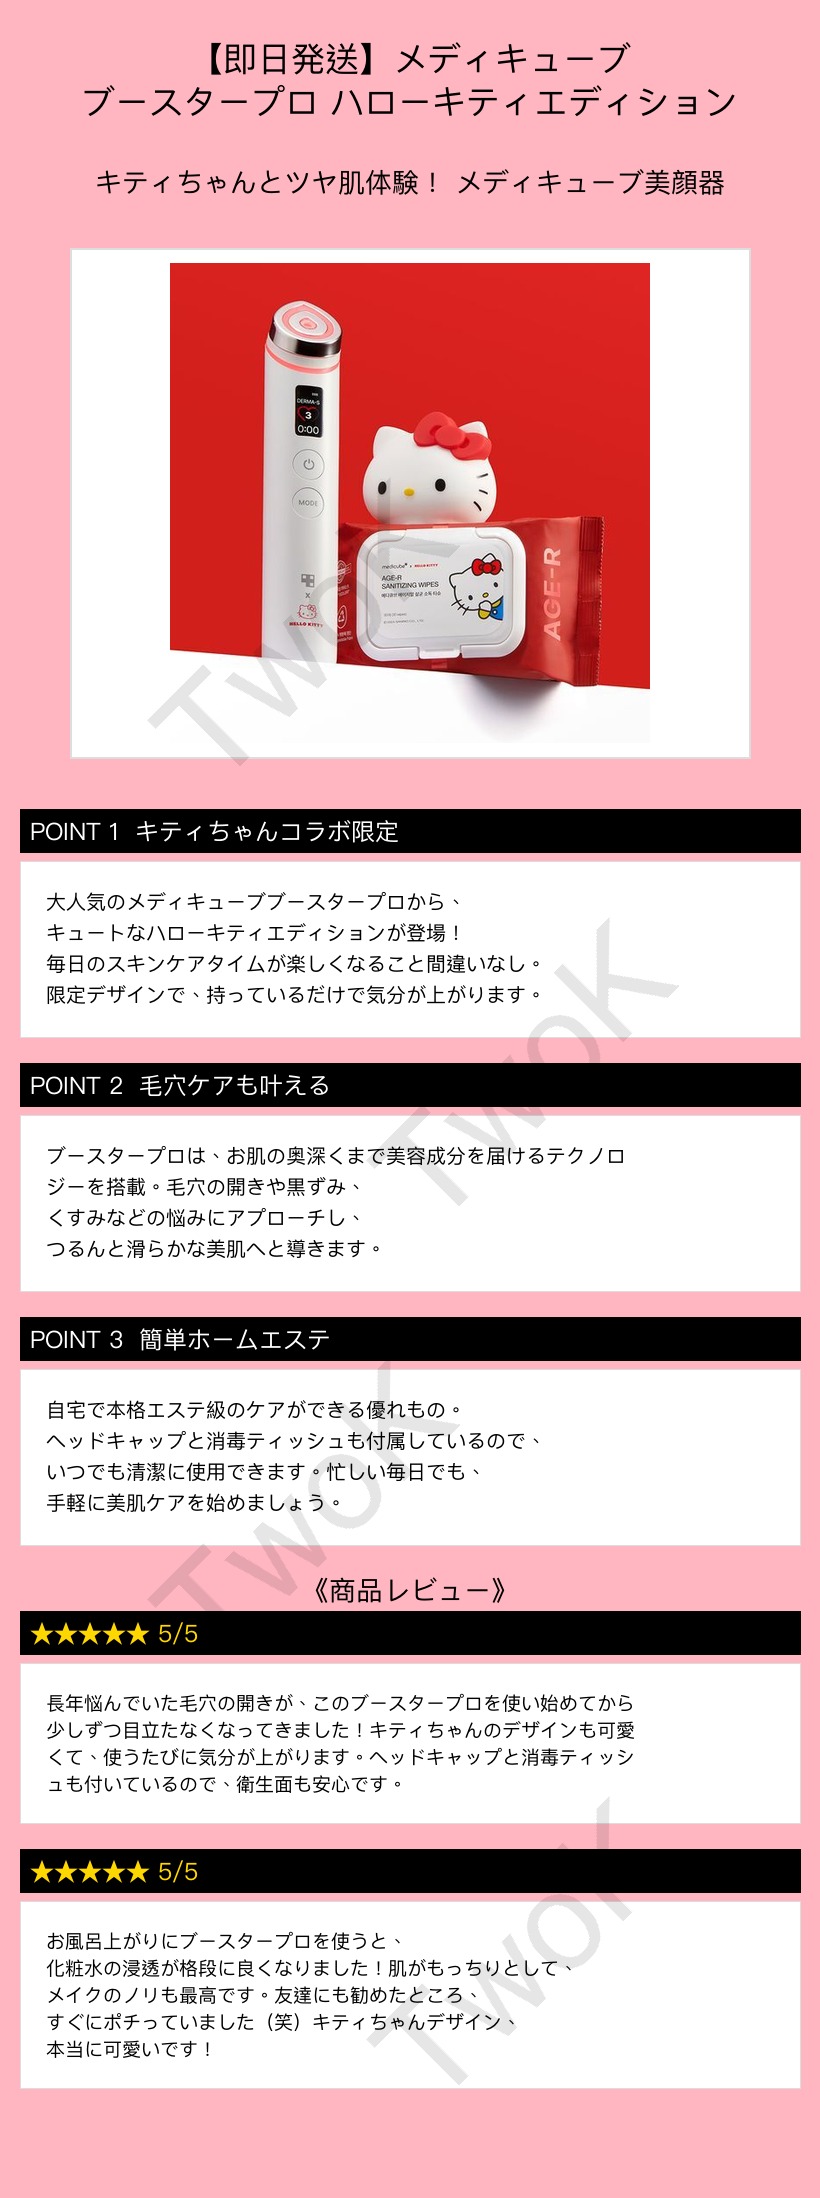 【即日発送】メディキューブ
ブースタープロ ハローキティエディション
キティちゃんとツヤ肌体験！ メディキューブ美顔器
DERMA-S
3
0:00
MODE
X
HELLO KITTY
medicube x HELLO KITTY
AGE-R
SANITIZING WIPES
메디큐브 에이지알 살균 소독 티슈
AGE-R
POINT 1 キティちゃんコラボ限定
大人気のメディキューブブースタープロから、
キュートなハローキティエディションが登場！
毎日のスキンケアタイムが楽しくなること間違いなし。
限定デザインで、持っているだけで気分が上がります。
POINT 2 毛穴ケアも叶える
ブースタープロは、お肌の奥深くまで美容成分を届けるテクノロ
ジーを搭載。毛穴の開きや黒ずみ、
くすみなどの悩みにアプローチし、
つるんと滑らかな美肌へと導きます。
POINT 3 簡単ホームエステ
自宅で本格エステ級のケアができる優れもの。
ヘッドキャップと消毒ティッシュも付属しているので、
いつでも清潔に使用できます。忙しい毎日でも、
手軽に美肌ケアを始めましょう。
《商品レビュー》
★★★★★ 5/5
長年悩んでいた毛穴の開きが、このブースタープロを使い始めてから
少しずつ目立たなくなってきました！キティちゃんのデザインも可愛
くて、使うたびに気分が上がります。ヘッドキャップと消毒ティッシ
ュも付いているので、衛生面も安心です。
★★★★★ 5/5
お風呂上がりにブースタープロを使うと、
化粧水の浸透が格段に良くなりました！肌がもっちりとして、
メイクのノリも最高です。友達にも勧めたところ、
すぐにポチっていました（笑）キティちゃんデザイン、
本当に可愛いです！
TwoK
TwoK
TwoK
TwoK